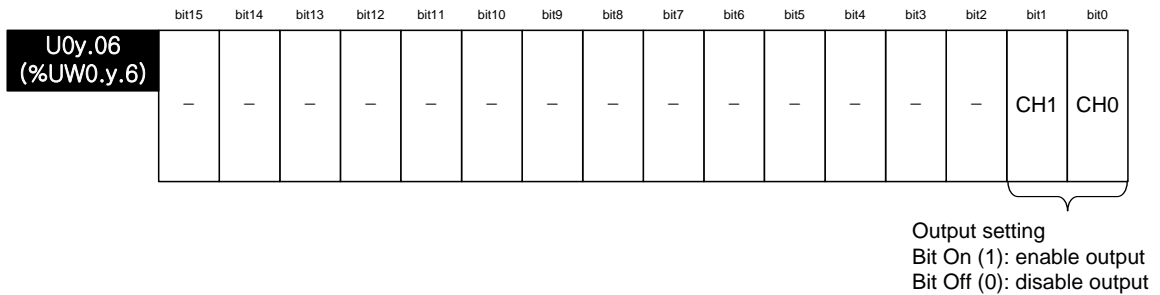 bit15 bit14 bit13 bit12 bit11 bit10 bit9 bit8 bit7 bit6 bit5 bit4 bit3 bit2 bit1 bit0
U0y.06
(%UW0.y.6)
– – – – – – – – – – – – – – CH1 CH0
Output setting
Bit On (1): enable output
Bit Off (0): disable output